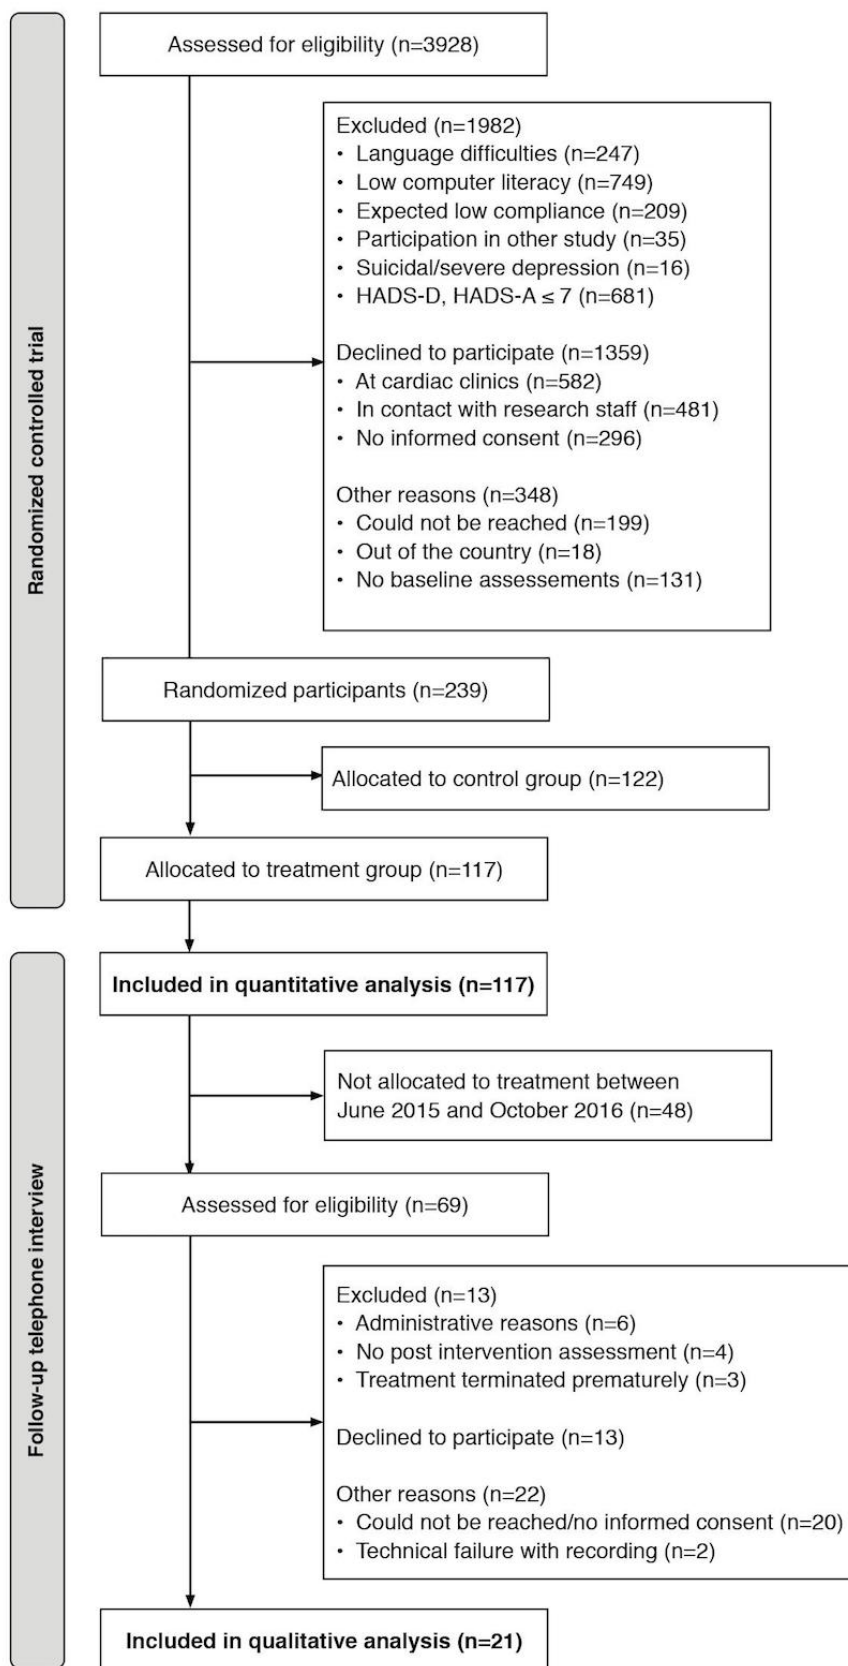 Randomized controlled trial
Assessed for eligibility (n=3928)
Excluded (n=1982)
• Language difficulties (n=247)
• Low computer literacy (n=749)
• Expected low compliance (n=209)
• Participation in other study (n=35)
• Suicidal/severe depression (n=16)
• HADS-D, HADS-A ≤ 7 (n=681)
Declined to participate (n=1359)
• At cardiac clinics (n=582)
• In contact with research staff (n=481)
• No informed consent (n=296)
Other reasons (n=348)
• Could not be reached (n=199)
• Out of the country (n=18)
• No baseline assessements (n=131)
Randomized participants (n=239)
Allocated to control group (n=122)
Allocated to treatment group (n=117)
Follow-up telephone interview
Included in quantitative analysis (n=117)
Not allocated to treatment between
June 2015 and October 2016 (n=48)
Assessed for eligibility (n=69)
Excluded (n=13)
• Administrative reasons (n=6)
• No post intervention assessment (n=4)
• Treatment terminated prematurely (n=3)
Declined to participate (n=13)
Other reasons (n=22)
• Could not be reached/no informed consent (n=20)
• Technical failure with recording (n=2)
Included in qualitative analysis (n=21)